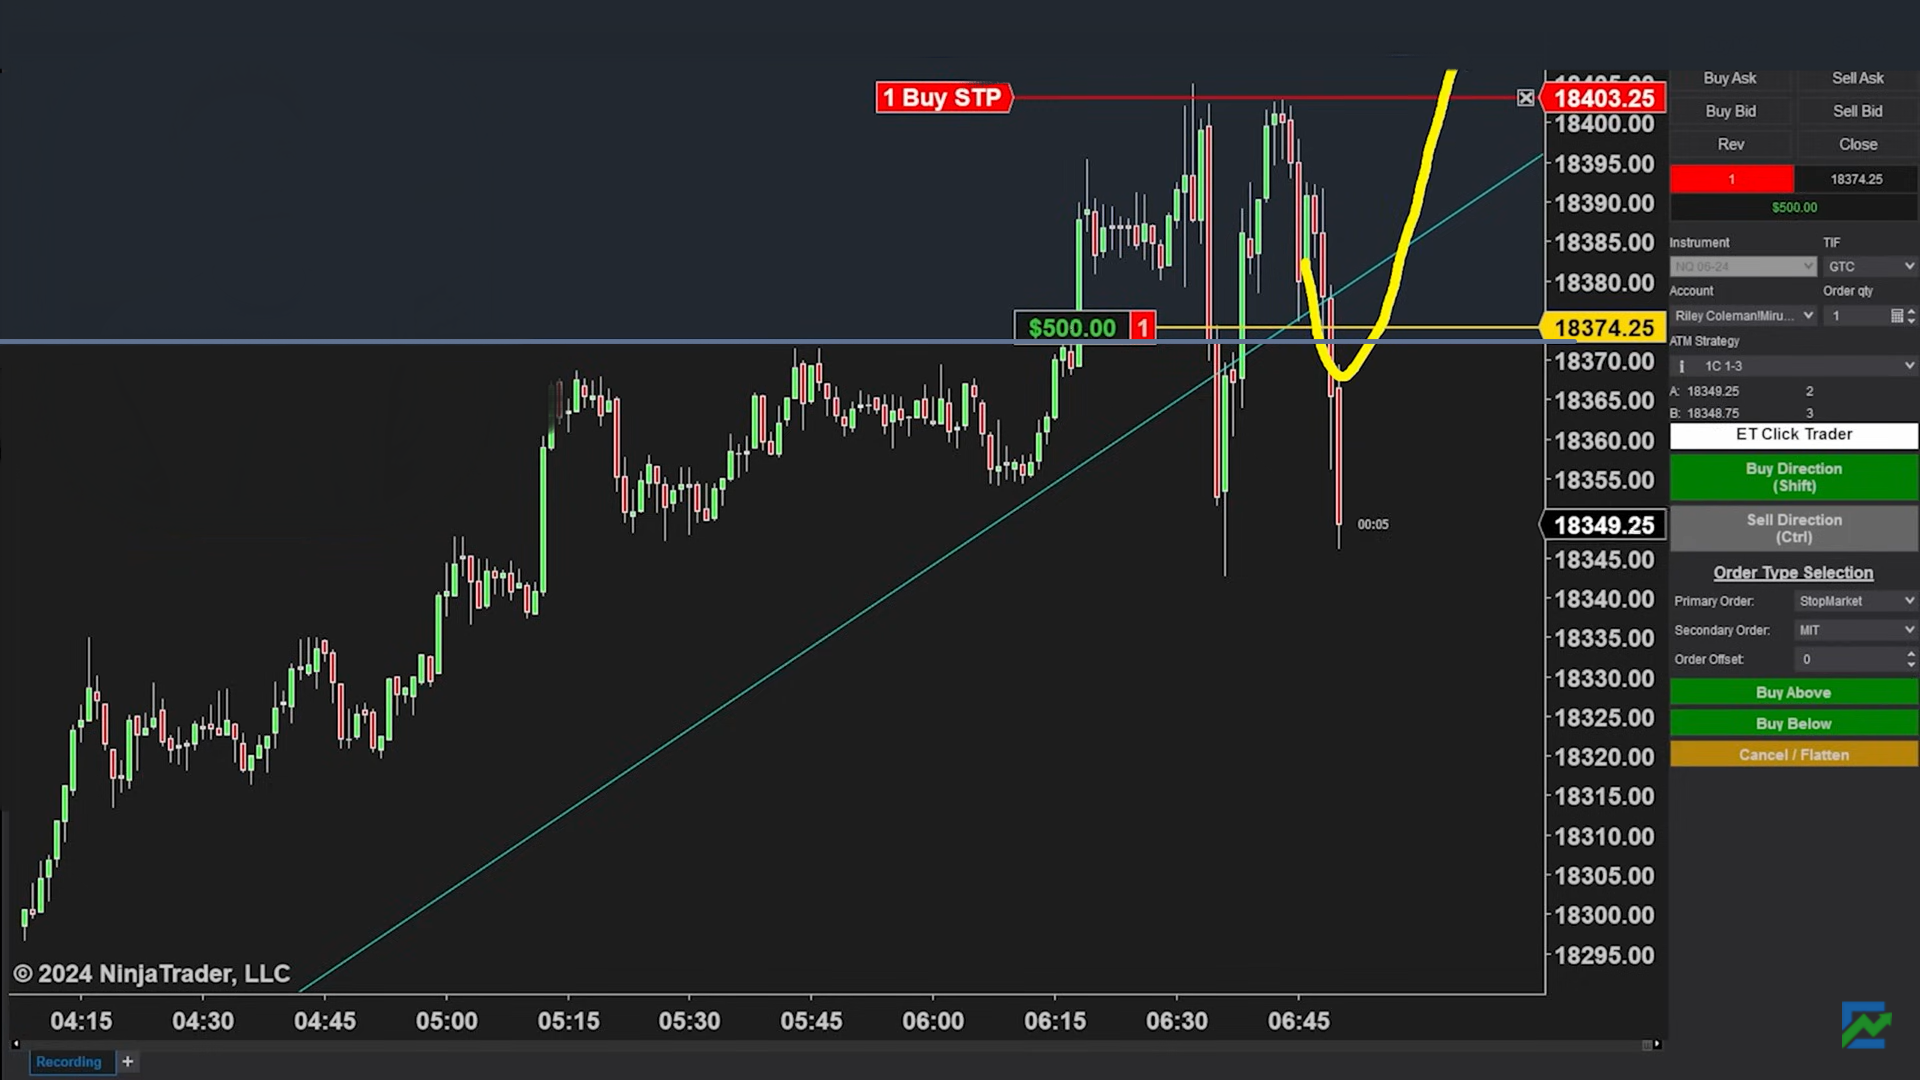 1 Buy STP
18403.25
18405.00
18400.00
18395.00
18390.00
18385.00
18380.00
$500.00 1
18374.25
18370.00
18365.00
18360.00
18355.00
00:05
18349.25
18345.00
18340.00
18335.00
18330.00
18325.00
18320.00
18315.00
18310.00
18305.00
18300.00
18295.00
© 2024 NinjaTrader, LLC
04:15 04:30 04:45 05:00 05:15 05:30 05:45 06:00 06:15 06:30 06:45
Recording +
Buy Ask Sell Ask
Buy Bid Sell Bid
Rev Close
1 18374.25
$500.00
Instrument TIF
NQ 06-24 GTC
Account Order qty
Riley Coleman!Miru... 1
ATM Strategy
1C 1-3
A: 18349.25 2
B: 18348.75 3
ET Click Trader
Buy Direction
(Shift)
Sell Direction
(Ctrl)
Order Type Selection
Primary Order: StopMarket
Secondary Order: MIT
Order Offset: 0
Buy Above
Buy Below
Cancel / Flatten